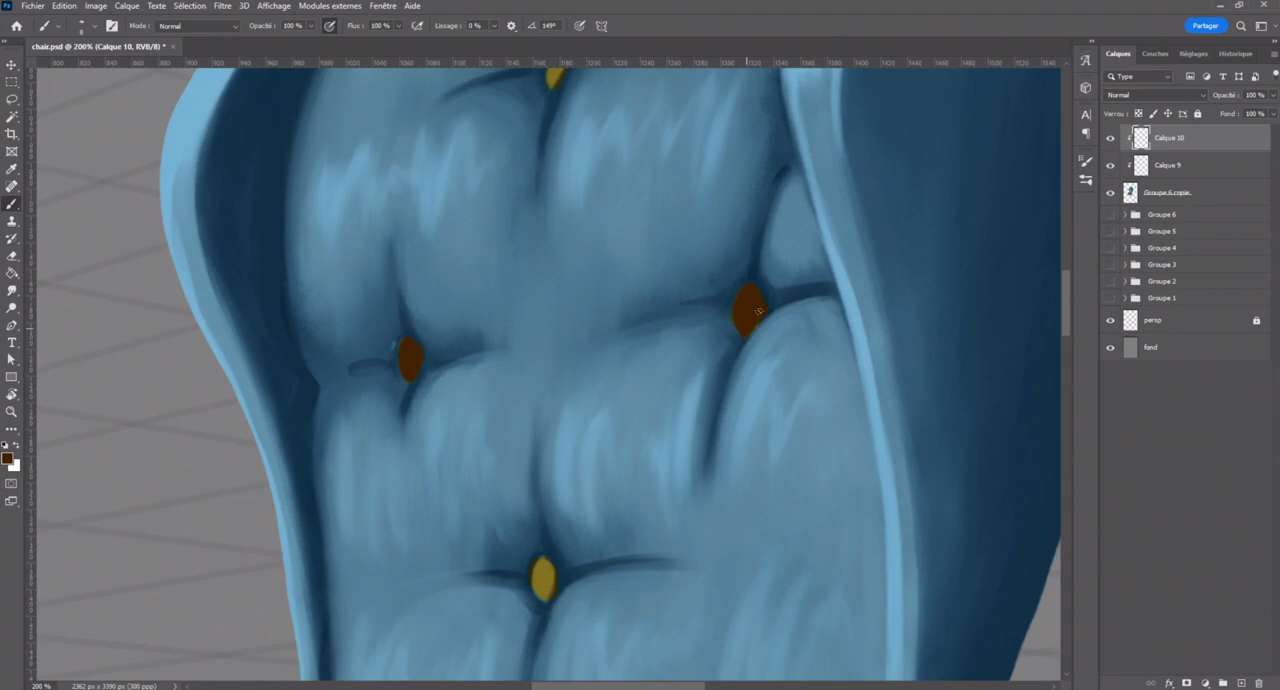 Ps Fichier Edition Image Calque Texte Sélection Filtre 3D Affichage Modules externes Fenêtre Aide
8 Mode : Normal Opacité : 100 % Flux : 100 % Lissage : 0 % 149° Partager
chair.psd @ 200% (Calque 10, RVB/8) * ×
Calques Couches Réglages Historique
Type
Normal Opacité : 100 %
Verrou : Fond : 100 %
Calque 10
Calque 9
Groupe 6 copie
Groupe 6
Groupe 5
Groupe 4
Groupe 3
Groupe 2
Groupe 1
persp
fond
200 % 2362 px x 3390 px (300 ppp)